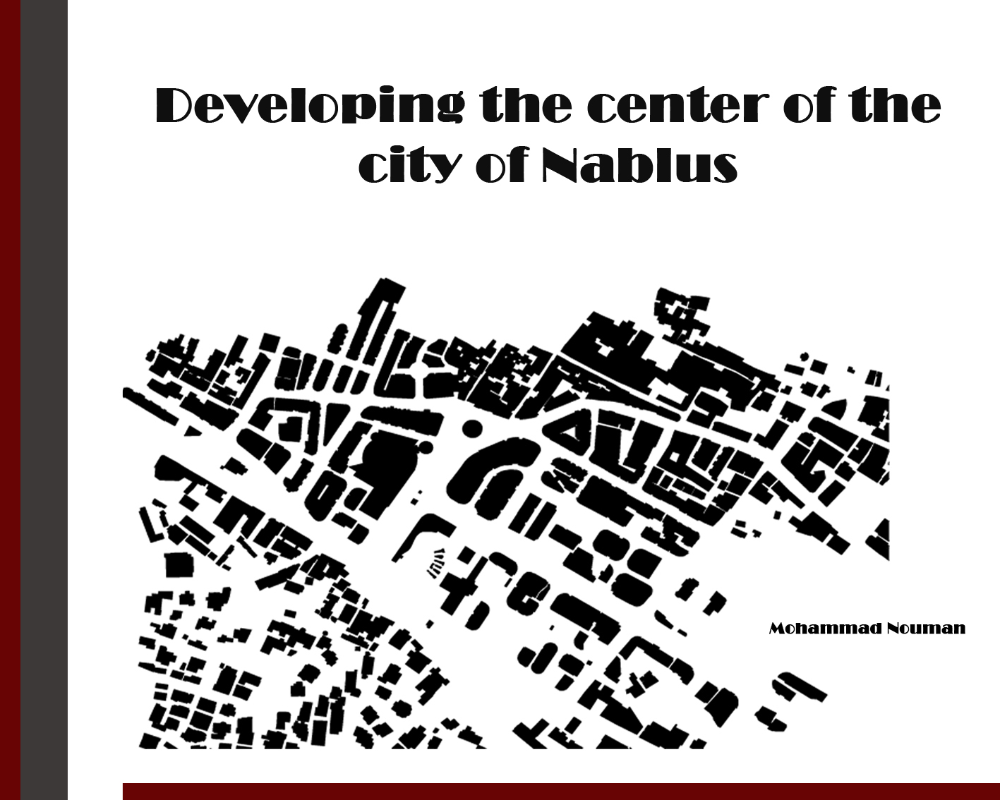 Developing the center of the
city of Nablus
Mohammad Nouman